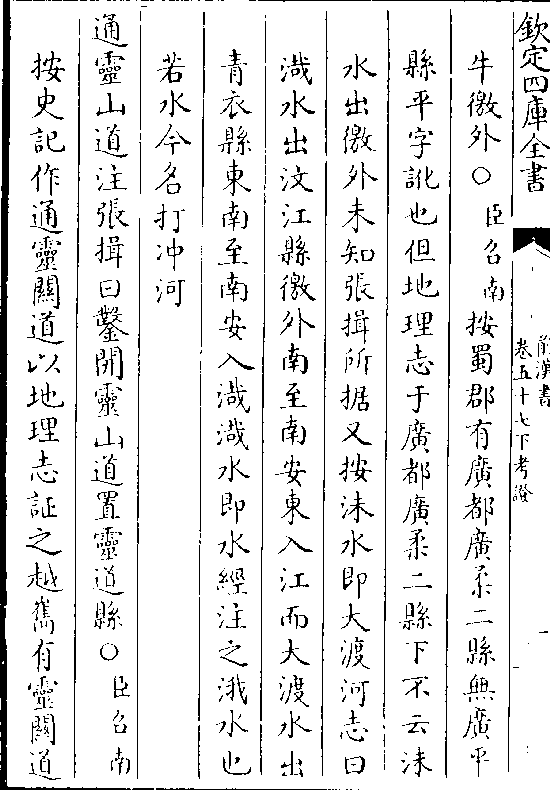 欽定四庫全書
前漢書
卷五十七下考證
牛徼外○臣召南按蜀郡有廣都廣柔二縣無廣平
縣平字訛也但地理志于廣都廣柔二縣下不云沬
水出徼外未知張揖所据又按沬水即大渡河志曰
渽水出汶江縣徼外南至南安東入江而大渡水出
青衣縣東南至南安入渽渽水即水經注之涐水也
若水今名打冲河
通靈山道注張揖曰鑿開靈山道置靈道縣○臣召南
按史記作通靈關道以地理志証之越嶲有靈關道